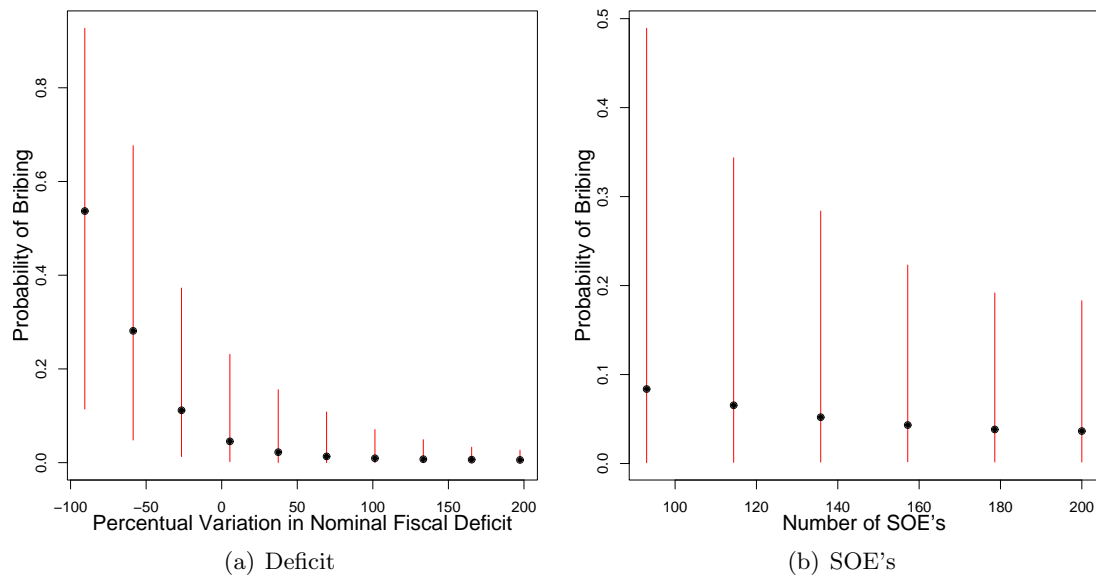 Probability of Bribing
0.0 0.2 0.4 0.6 0.8
−100 −50 0 50 100 150 200
Percentual Variation in Nominal Fiscal Deficit
(a) Deficit
Probability of Bribing
0.0 0.1 0.2 0.3 0.4 0.5
100 120 140 160 180 200
Number of SOE's
(b) SOE's